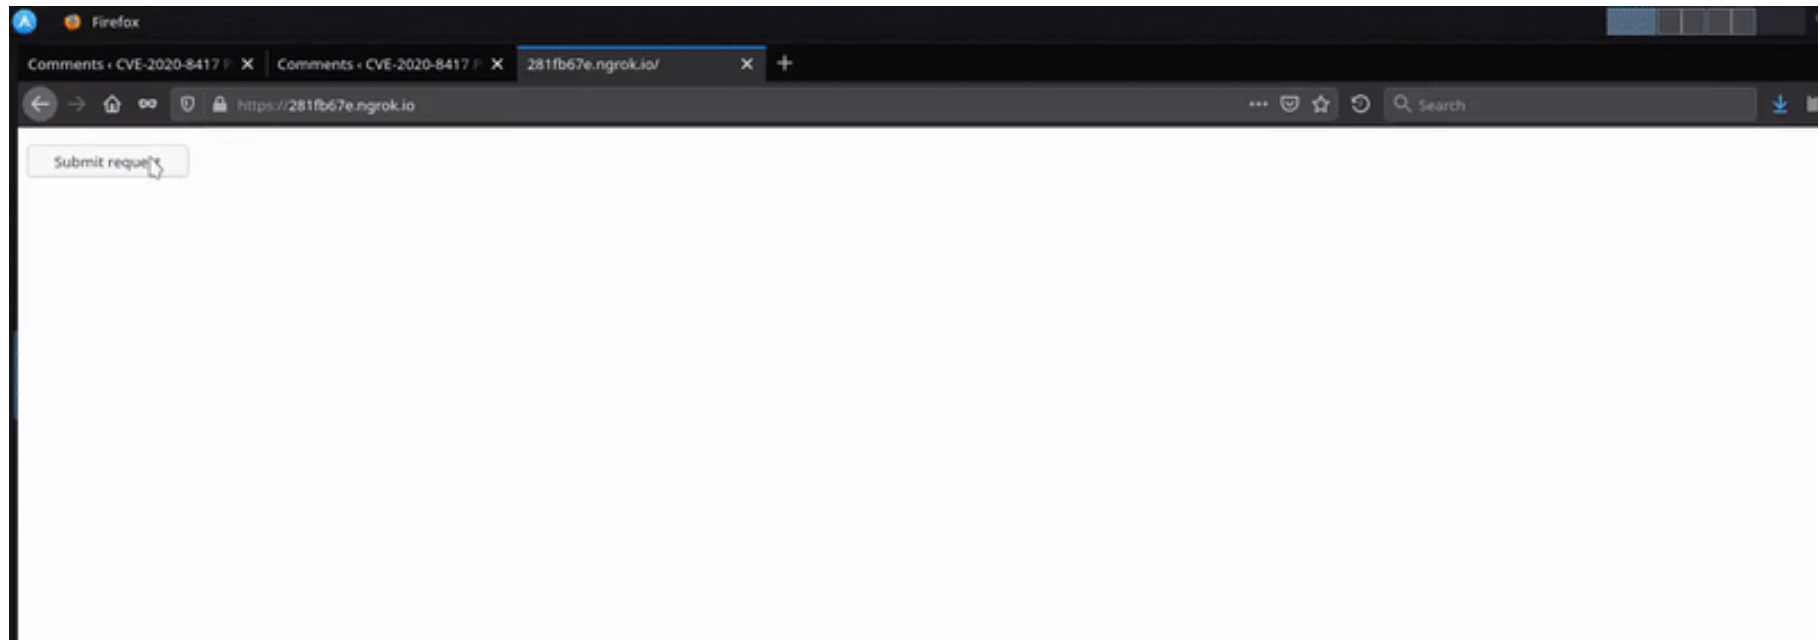 Firefox
Comments ‹ CVE-2020-8417
Comments ‹ CVE-2020-8417
281fb67e.ngrok.io/
https://281fb67e.ngrok.io
Search
Submit request